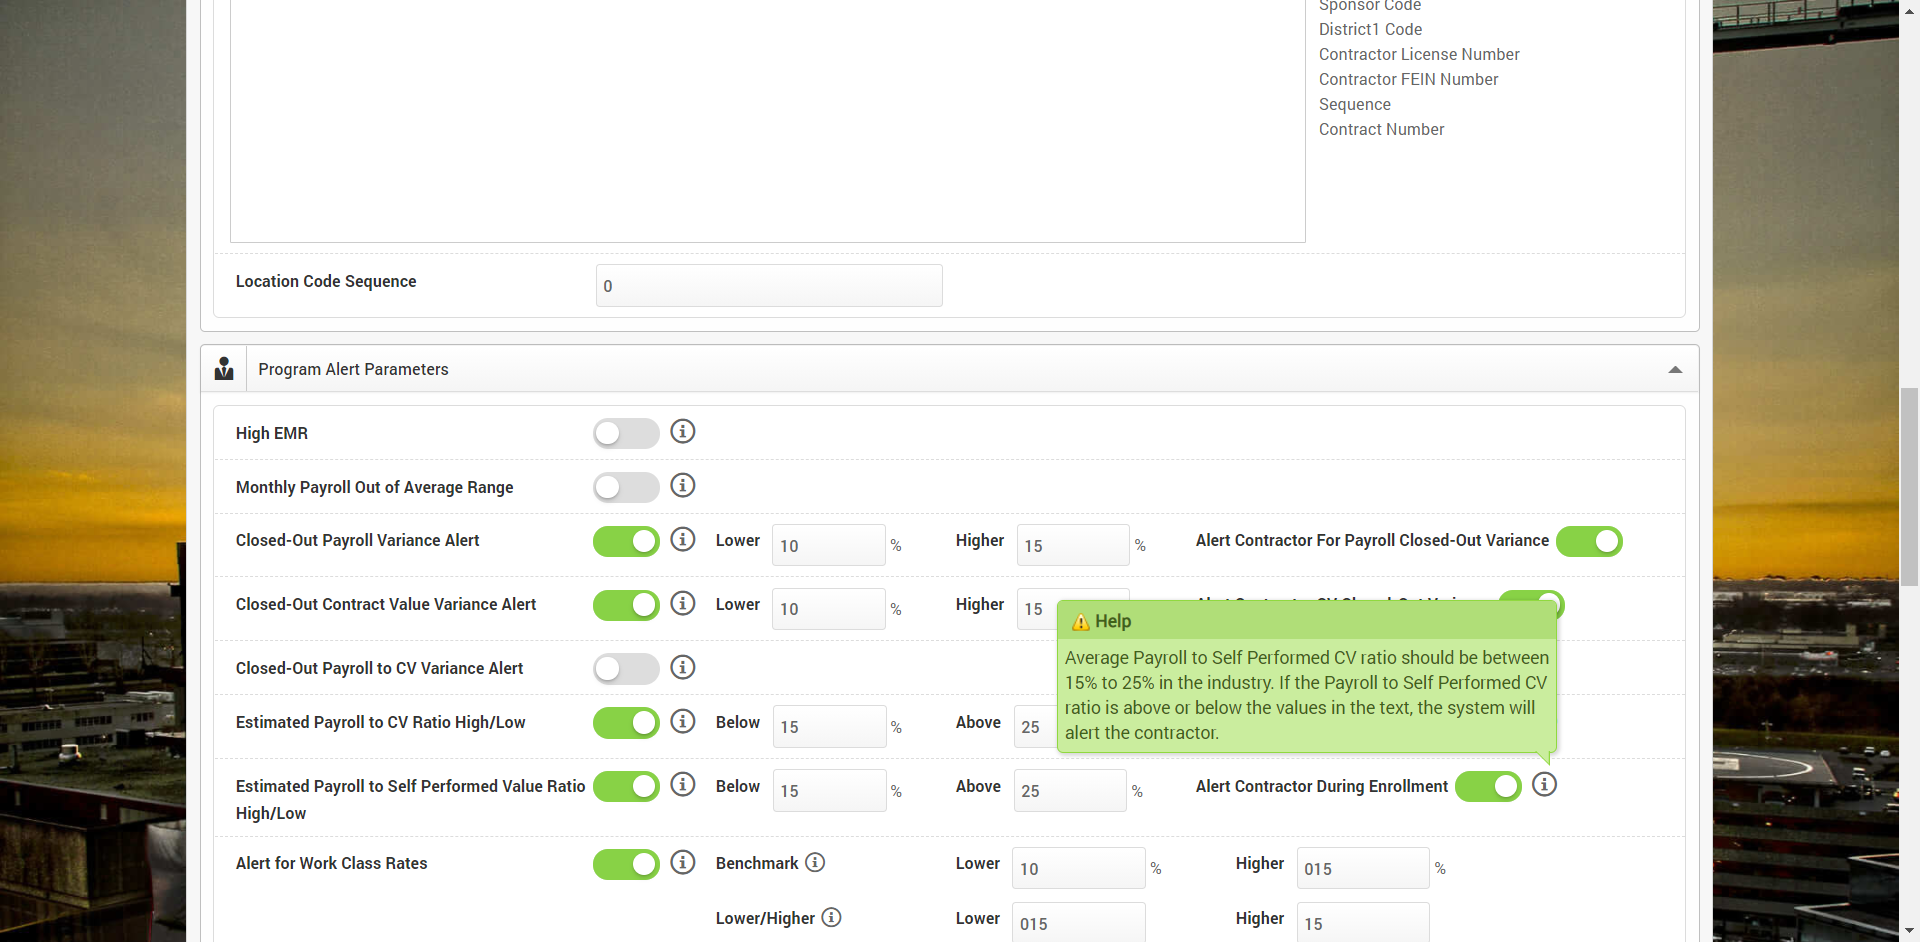 Sponsor Code
District1 Code
Contractor License Number
Contractor FEIN Number
Sequence
Contract Number
Location Code Sequence 0
Program Alert Parameters
High EMR
Monthly Payroll Out of Average Range
Closed-Out Payroll Variance Alert Lower 10 % Higher 15 % Alert Contractor For Payroll Closed-Out Variance
Closed-Out Contract Value Variance Alert Lower 10 % Higher 15
Help
Average Payroll to Self Performed CV ratio should be between
15% to 25% in the industry. If the Payroll to Self Performed CV
ratio is above or below the values in the text, the system will
alert the contractor.
Closed-Out Payroll to CV Variance Alert
Estimated Payroll to CV Ratio High/Low Below 15 % Above 25
Estimated Payroll to Self Performed Value Ratio Below 15 % Above 25 % Alert Contractor During Enrollment
High/Low
Alert for Work Class Rates Benchmark Lower 10 % Higher 015 %
Lower/Higher Lower 015 Higher 15